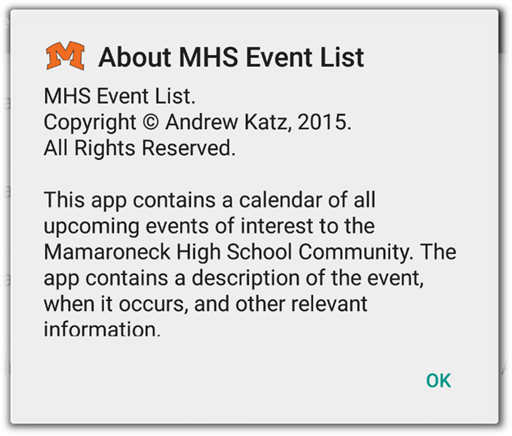 About MHS Event List
MHS Event List.
Copyright © Andrew Katz, 2015.
All Rights Reserved.
This app contains a calendar of all
upcoming events of interest to the
Mamaroneck High School Community. The
app contains a description of the event,
when it occurs, and other relevant
information.
OK